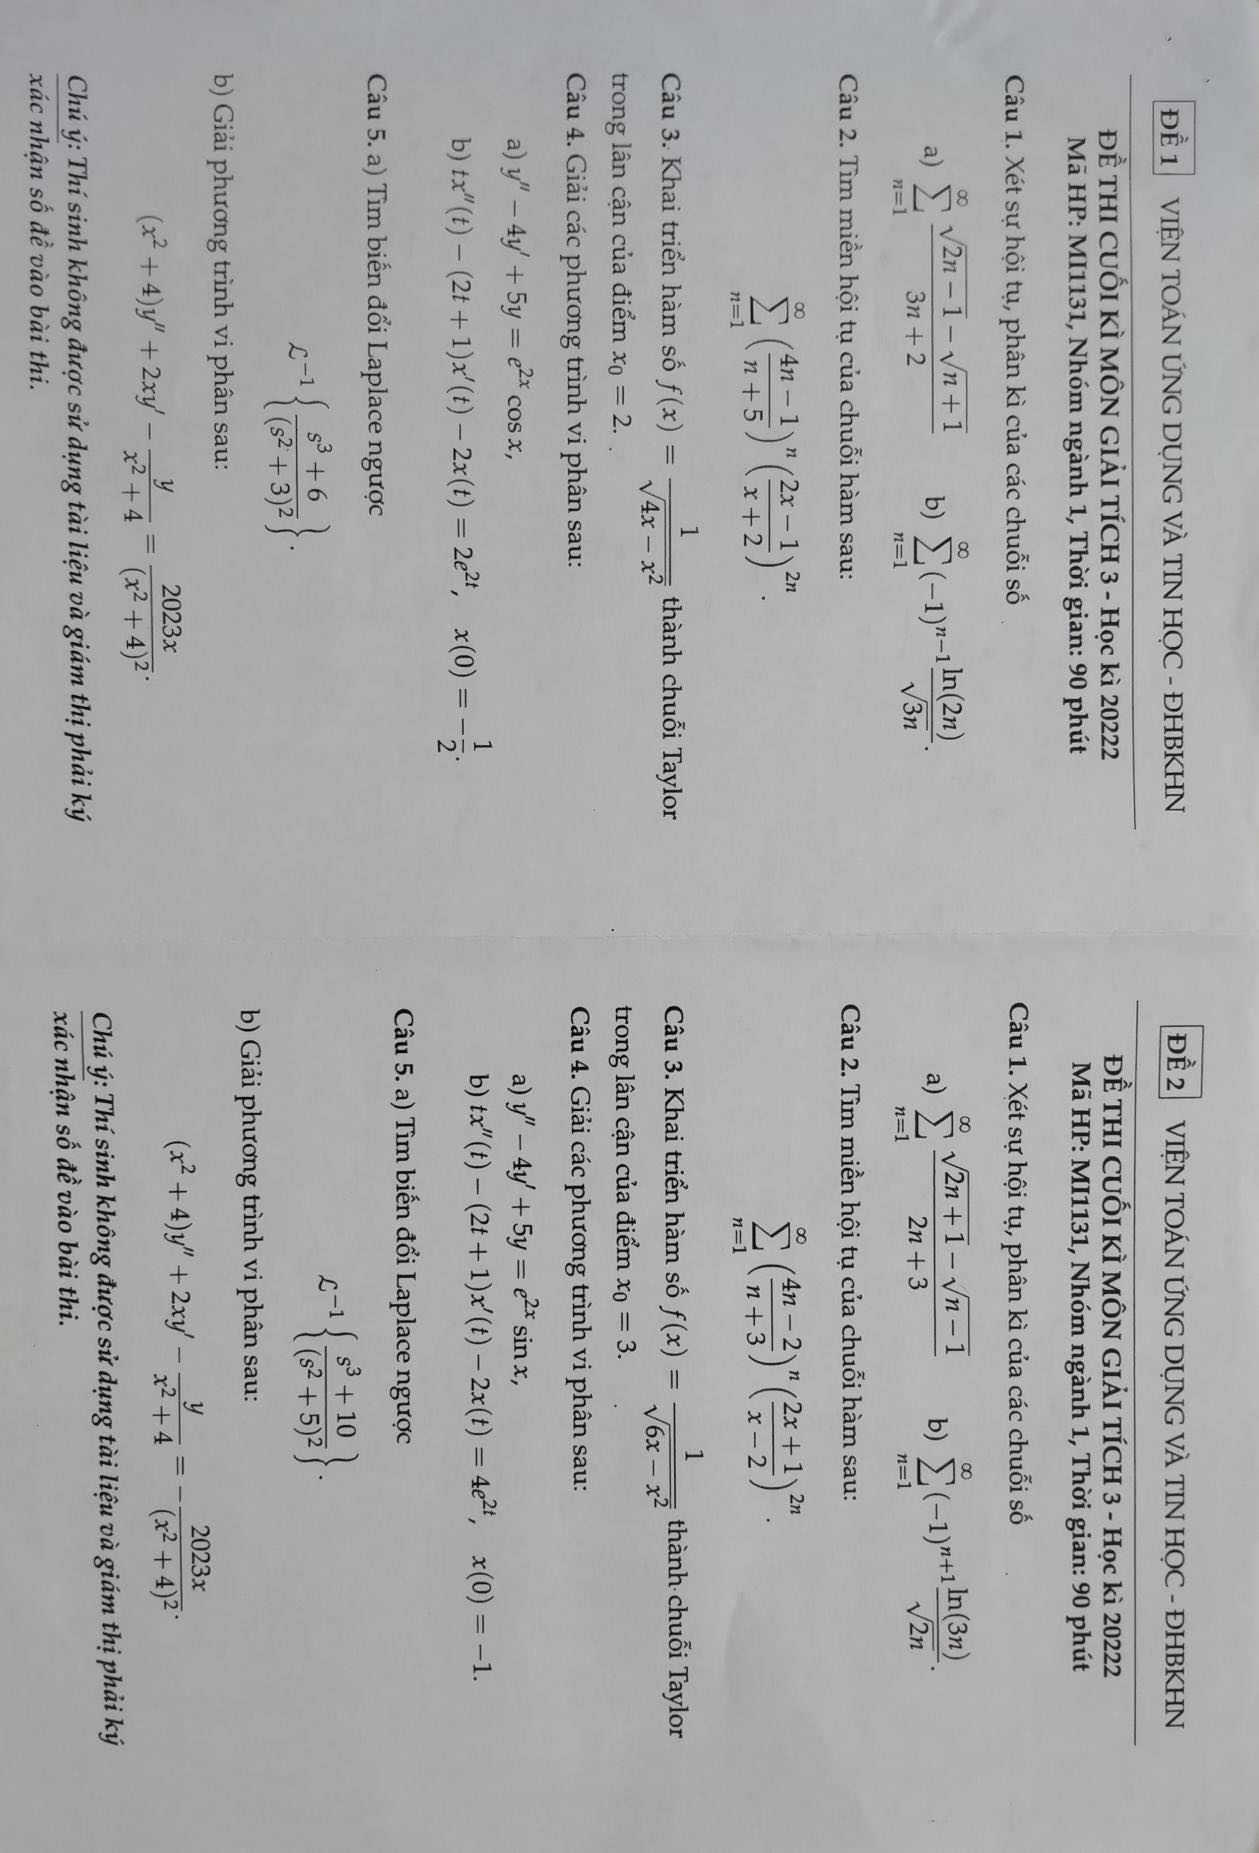 ĐỀ 1 VIỆN TOÁN ỨNG DỤNG VÀ TIN HỌC - ĐHBKHN
ĐỀ THI CUỐI KÌ MÔN GIẢI TÍCH 3 - Học kì 20222
Mã HP: MI1131, Nhóm ngành 1, Thời gian: 90 phút
Câu 1. Xét sự hội tụ, phân kì của các chuỗi số
a) $\sum_{n=1}^{\infty} \frac{\sqrt{2n-1}-\sqrt{n+1}}{3n+2}$ b) $\sum_{n=1}^{\infty} (-1)^{n-1} \frac{\ln(2n)}{\sqrt{3n}}$.
Câu 2. Tìm miền hội tụ của chuỗi hàm sau:
$\sum_{n=1}^{\infty} \left(\frac{4n-1}{n+5}\right)^n \left(\frac{2x-1}{x+2}\right)^{2n}$.
Câu 3. Khai triển hàm số $f(x) = \frac{1}{\sqrt{4x-x^2}}$ thành chuỗi Taylor
trong lân cận của điểm $x_0 = 2$.
Câu 4. Giải các phương trình vi phân sau:
a) $y'' - 4y' + 5y = e^{2x} \cos x$,
b) $tx''(t) - (2t+1)x'(t) - 2x(t) = 2e^{2t}$, $x(0) = -\frac{1}{2}$.
Câu 5. a) Tìm biến đổi Laplace ngược
$\mathcal{L}^{-1} \left\{ \frac{s^3+6}{(s^2+3)^2} \right\}$.
b) Giải phương trình vi phân sau:
$(x^2+4)y'' + 2xy' - \frac{y}{x^2+4} = \frac{2023x}{(x^2+4)^2}$.
Chú ý: Thí sinh không được sử dụng tài liệu và giám thị phải ký
xác nhận số đề vào bài thi.
ĐỀ 2 VIỆN TOÁN ỨNG DỤNG VÀ TIN HỌC - ĐHBKHN
ĐỀ THI CUỐI KÌ MÔN GIẢI TÍCH 3 - Học kì 20222
Mã HP: MI1131, Nhóm ngành 1, Thời gian: 90 phút
Câu 1. Xét sự hội tụ, phân kì của các chuỗi số
a) $\sum_{n=1}^{\infty} \frac{\sqrt{2n+1}-\sqrt{n-1}}{2n+3}$ b) $\sum_{n=1}^{\infty} (-1)^{n+1} \frac{\ln(3n)}{\sqrt{2n}}$.
Câu 2. Tìm miền hội tụ của chuỗi hàm sau:
$\sum_{n=1}^{\infty} \left(\frac{4n-2}{n+3}\right)^n \left(\frac{2x+1}{x-2}\right)^{2n}$.
Câu 3. Khai triển hàm số $f(x) = \frac{1}{\sqrt{6x-x^2}}$ thành chuỗi Taylor
trong lân cận của điểm $x_0 = 3$.
Câu 4. Giải các phương trình vi phân sau:
a) $y'' - 4y' + 5y = e^{2x} \sin x$,
b) $tx''(t) - (2t+1)x'(t) - 2x(t) = 4e^{2t}$, $x(0) = -1$.
Câu 5. a) Tìm biến đổi Laplace ngược
$\mathcal{L}^{-1} \left\{ \frac{s^3+10}{(s^2+5)^2} \right\}$.
b) Giải phương trình vi phân sau:
$(x^2+4)y'' + 2xy' - \frac{y}{x^2+4} = -\frac{2023x}{(x^2+4)^2}$.
Chú ý: Thí sinh không được sử dụng tài liệu và giám thị phải ký
xác nhận số đề vào bài thi.